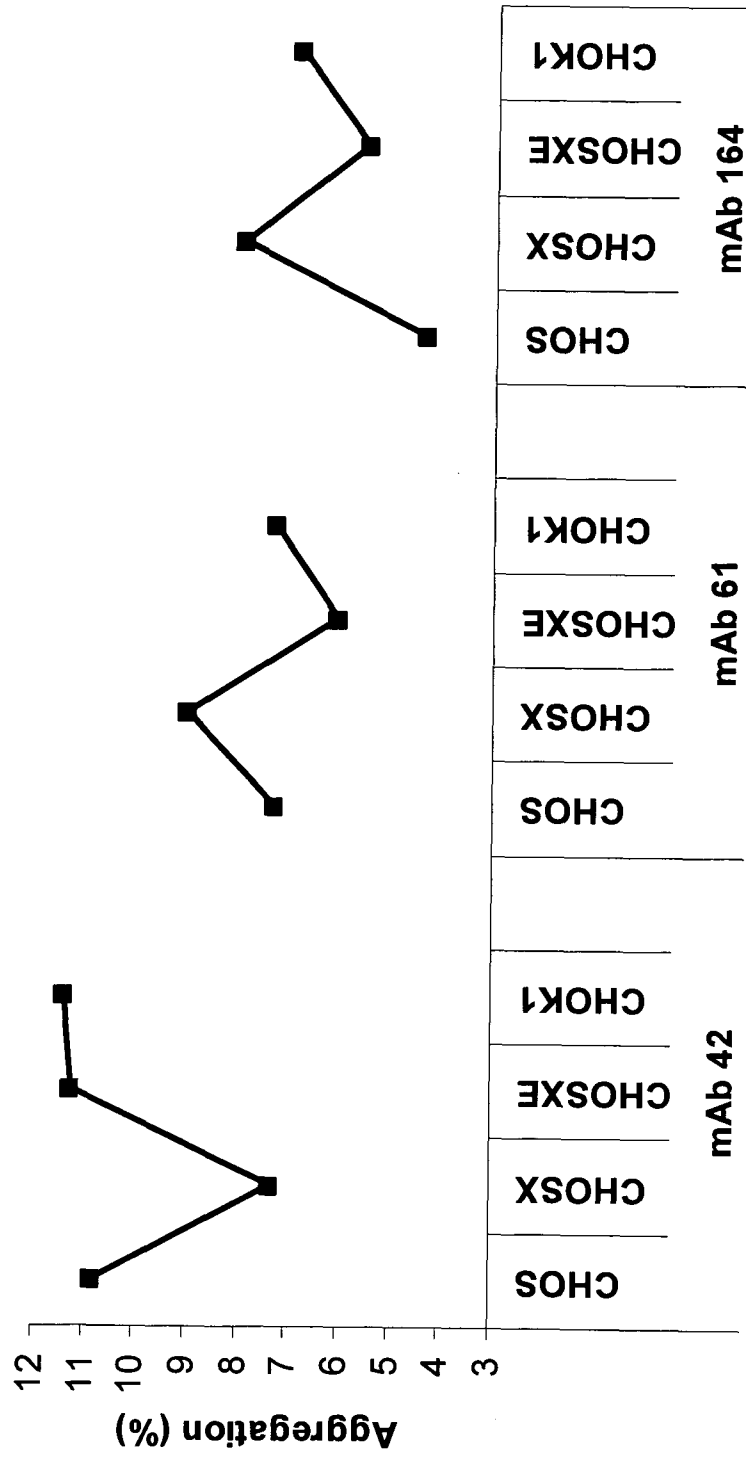 Aggregation (%)
12
11
10
9
8
7
6
5
4
3
CHOS
CHOSX
CHOSXE
CHOK1
CHOS
CHOSX
CHOSXE
CHOK1
CHOS
CHOSX
CHOSXE
CHOK1
mAb 42
mAb 61
mAb 164